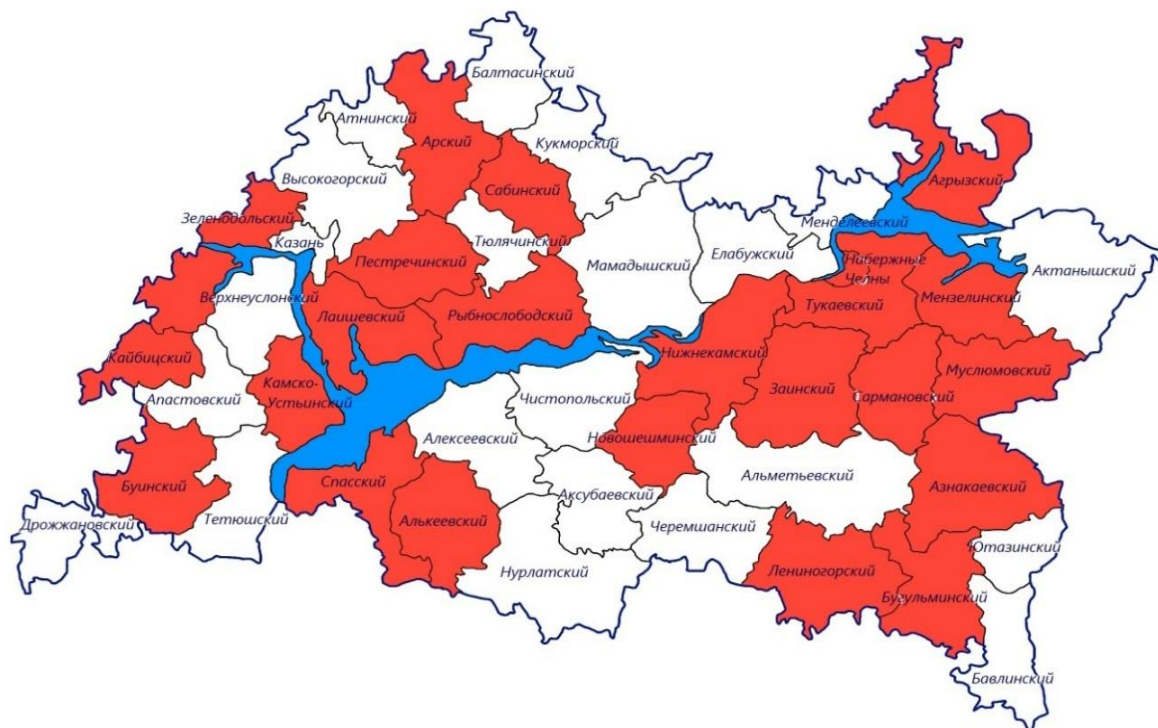 Балтасинский
Атнинский
Арский
Кукморский
Высокогорский
Сабинский
Агрызский
Зеленодольский
Казань
Тюлячинский
Менделеевский
Пестречинский
Мамадышский
Елабужский
Набержные
Челны
Актанышский
Верхнеуслонский
Лаишевский
Рыбнослободский
Тукаевский
Мензелинский
Кайбицский
Нижнекамский
Камско-
Устьинский
Заинский
Сармановский
Муслюмовский
Апастовский
Чистопольский
Алексеевский
Новошешминский
Буинский
Спасский
Аксубаевский
Альметьевский
Азнакаевский
Дрожжановский
Тетюшский
Алькеевский
Черемшанский
Ютазинский
Нурлатский
Лениногорский
Бугульминский
Бавлинский